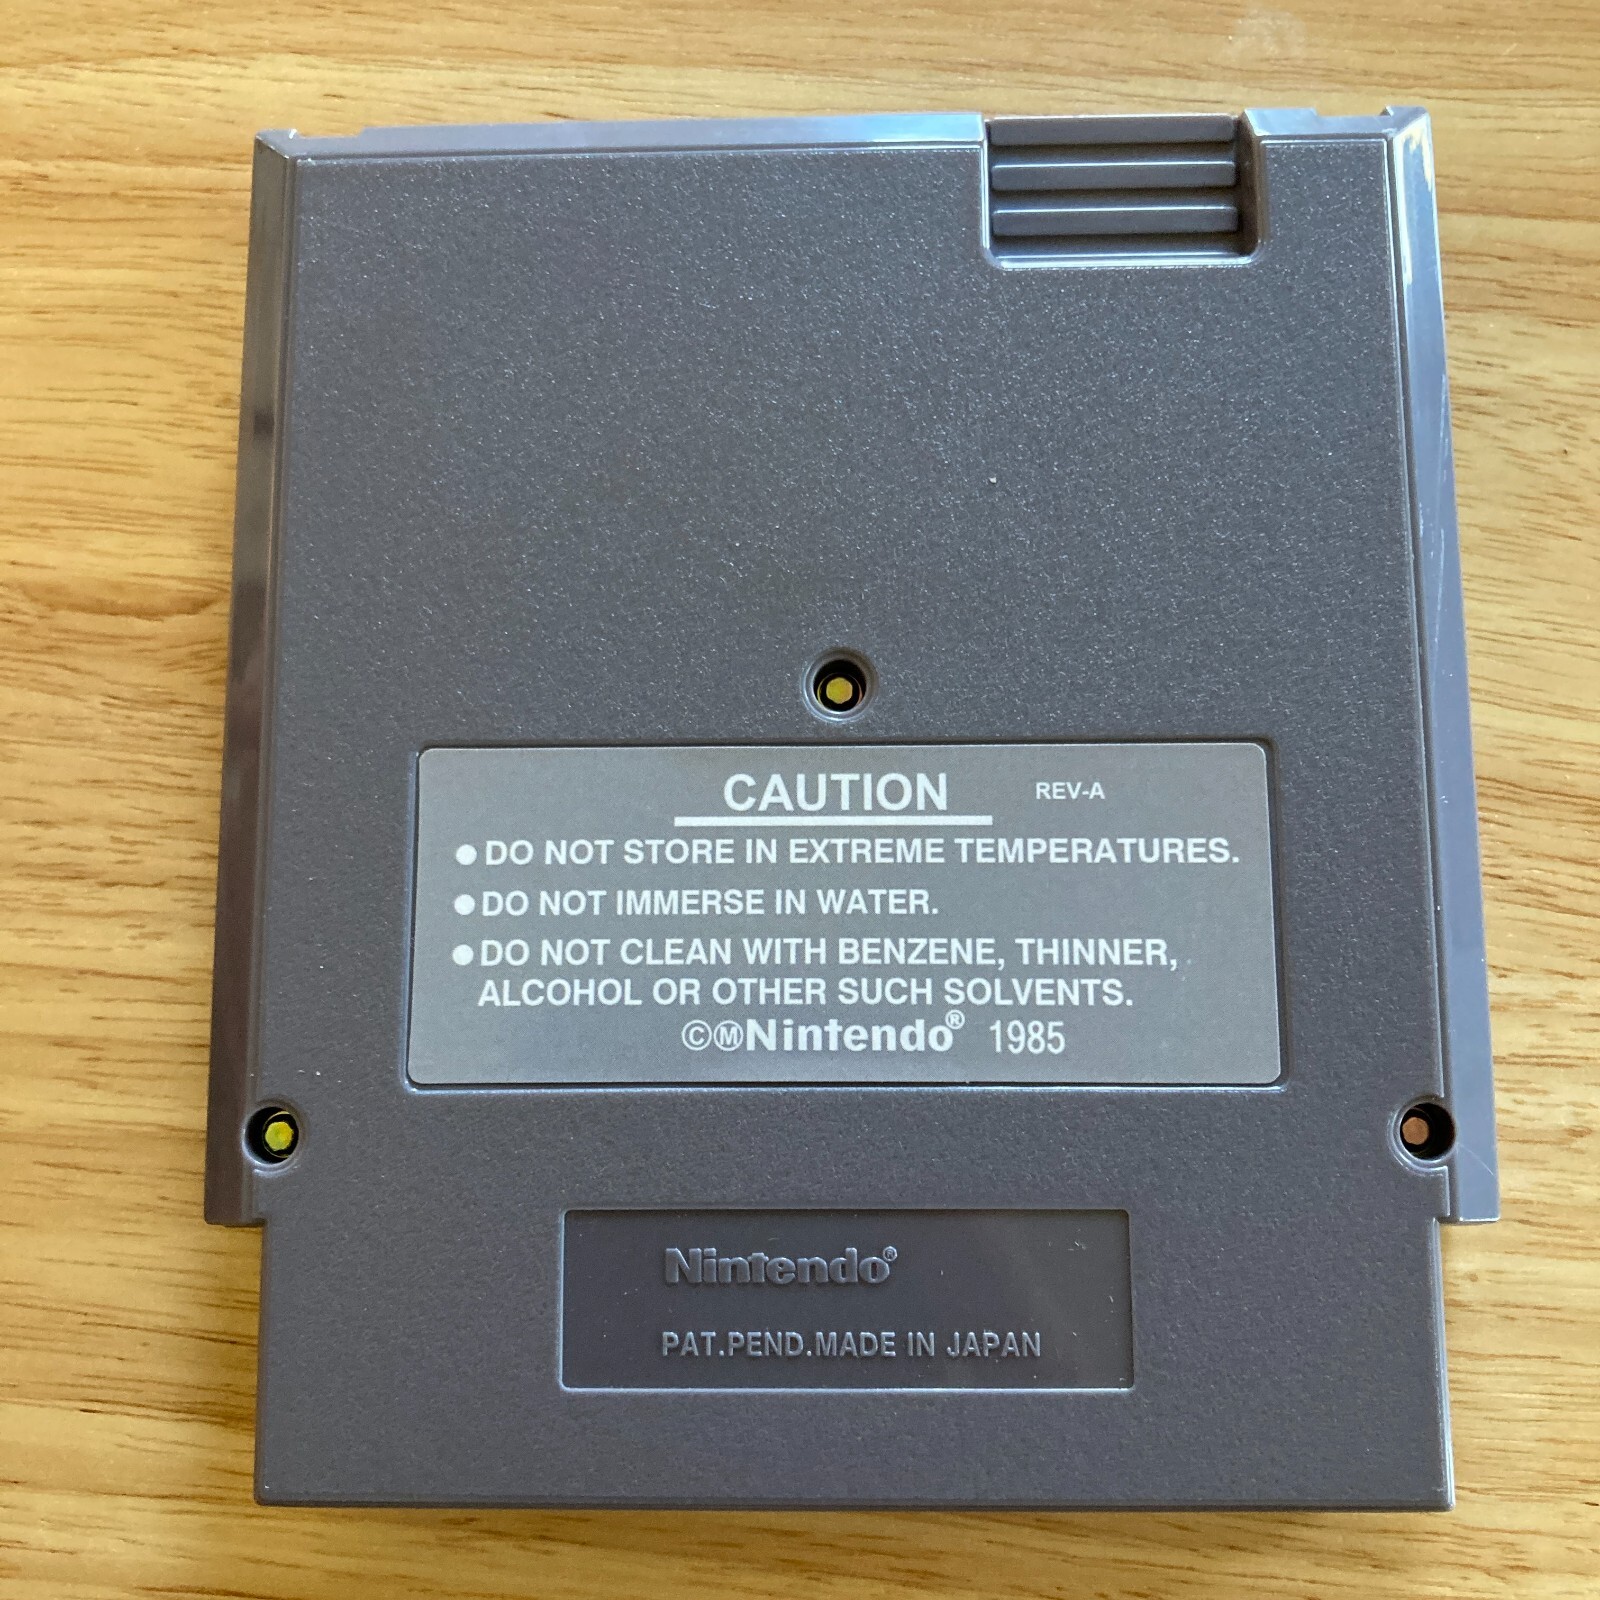 CAUTION REV-A
●DO NOT STORE IN EXTREME TEMPERATURES.
●DO NOT IMMERSE IN WATER.
●DO NOT CLEAN WITH BENZENE, THINNER,
ALCOHOL OR OTHER SUCH SOLVENTS.
©ⓂNintendo® 1985
Nintendo®
PAT.PEND.MADE IN JAPAN